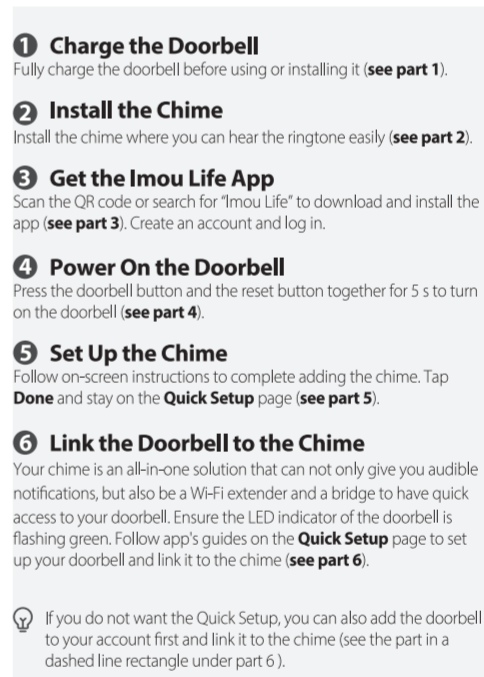 1 Charge the Doorbell
Fully charge the doorbell before using or installing it (see part 1).
2 Install the Chime
Install the chime where you can hear the ringtone easily (see part 2).
3 Get the Imou Life App
Scan the QR code or search for "Imou Life" to download and install the
app (see part 3). Create an account and log in.
4 Power On the Doorbell
Press the doorbell button and the reset button together for 5 s to turn
on the doorbell (see part 4).
5 Set Up the Chime
Follow on-screen instructions to complete adding the chime. Tap
Done and stay on the Quick Setup page (see part 5).
6 Link the Doorbell to the Chime
Your chime is an all-in-one solution that can not only give you audible
notifications, but also be a Wi-Fi extender and a bridge to have quick
access to your doorbell. Ensure the LED indicator of the doorbell is
flashing green. Follow app's guides on the Quick Setup page to set
up your doorbell and link it to the chime (see part 6).
If you do not want the Quick Setup, you can also add the doorbell
to your account first and link it to the chime (see the part in a
dashed line rectangle under part 6 ).